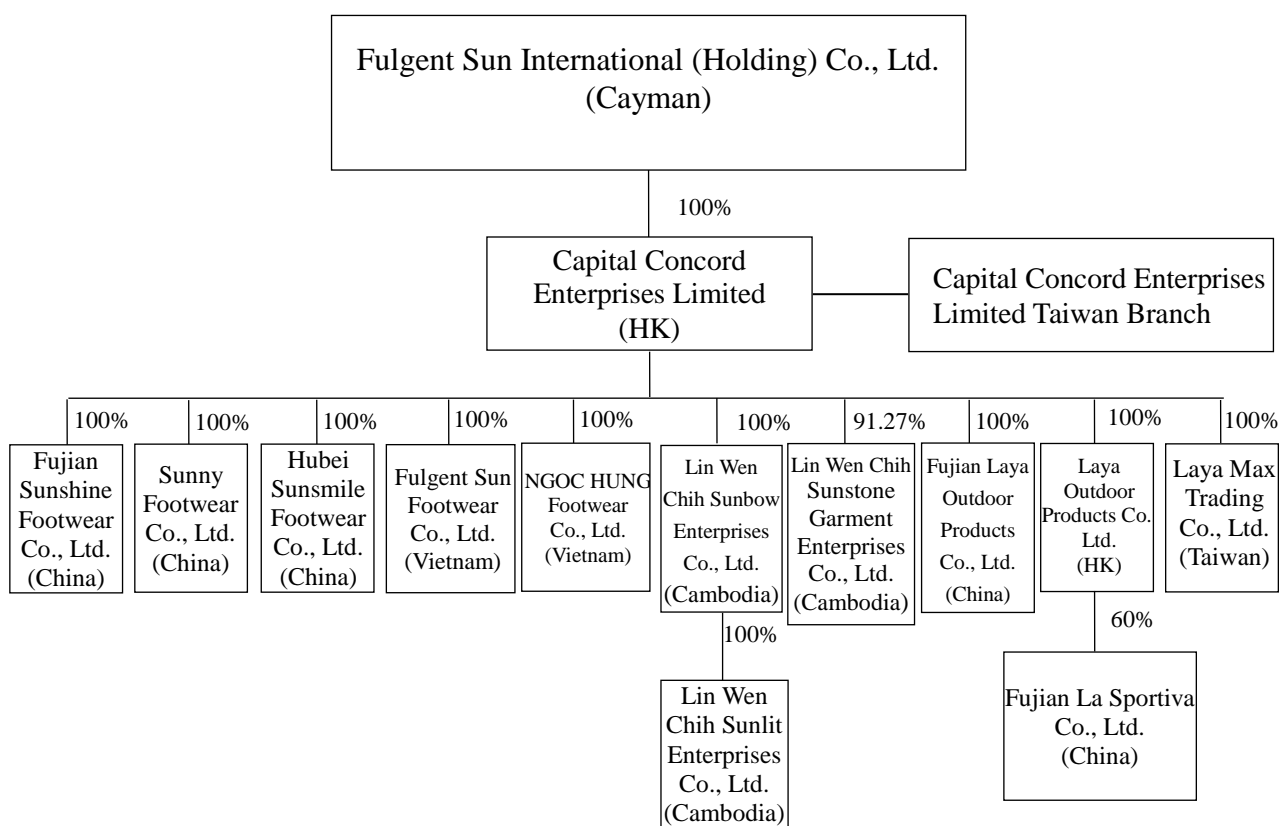 Fulgent Sun International (Holding) Co., Ltd.
(Cayman)
100%
Capital Concord
Enterprises Limited
(HK)
Capital Concord Enterprises
Limited Taiwan Branch
100%
Fujian
Sunshine
Footwear
Co., Ltd.
(China)
100%
Sunny
Footwear
Co., Ltd.
(China)
100%
Hubei
Sunsmile
Footwear
Co., Ltd.
(China)
100%
Fulgent Sun
Footwear
Co., Ltd.
(Vietnam)
100%
NGOC HUNG
Footwear
Co., Ltd.
(Vietnam)
100%
Lin Wen
Chih Sunbow
Enterprises
Co., Ltd.
(Cambodia)
91.27%
Lin Wen Chih
Sunstone
Garment
Enterprises
Co., Ltd.
(Cambodia)
100%
Fujian Laya
Outdoor
Products
Co., Ltd.
(China)
100%
Laya
Outdoor
Products Co.
Ltd.
(HK)
100%
Laya Max
Trading
Co., Ltd.
(Taiwan)
100%
Lin Wen
Chih Sunlit
Enterprises
Co., Ltd.
(Cambodia)
60%
Fujian La Sportiva
Co., Ltd.
(China)